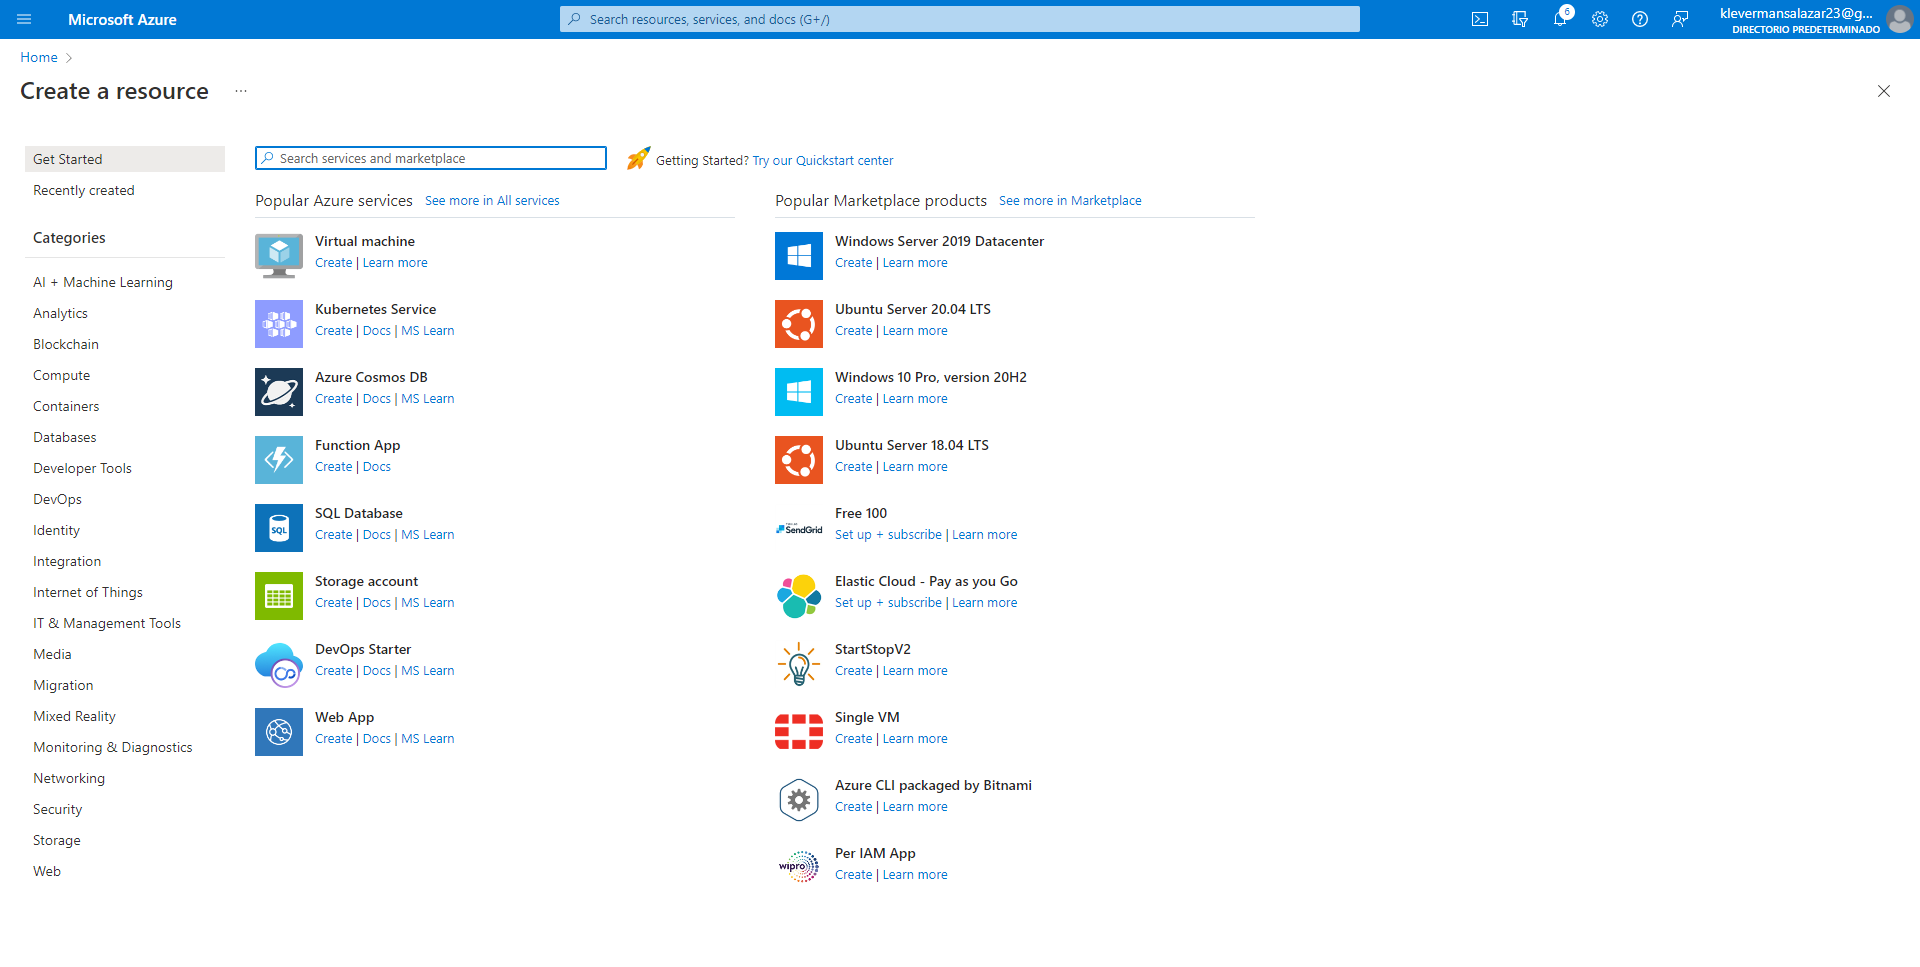 Microsoft Azure
Search resources, services, and docs (G+/)
6
klevermansalazar23@g...
DIRECTORIO PREDETERMINADO
Home
Create a resource
...
Get Started
Recently created
Categories
AI + Machine Learning
Analytics
Blockchain
Compute
Containers
Databases
Developer Tools
DevOps
Identity
Integration
Internet of Things
IT & Management Tools
Media
Migration
Mixed Reality
Monitoring & Diagnostics
Networking
Security
Storage
Web
Search services and marketplace
Getting Started? Try our Quickstart center
Popular Azure services See more in All services
Virtual machine
Create | Learn more
Kubernetes Service
Create | Docs | MS Learn
Azure Cosmos DB
Create | Docs | MS Learn
Function App
Create | Docs
SQL
SQL Database
Create | Docs | MS Learn
Storage account
Create | Docs | MS Learn
DevOps Starter
Create | Docs | MS Learn
Web App
Create | Docs | MS Learn
Popular Marketplace products See more in Marketplace
Windows Server 2019 Datacenter
Create | Learn more
Ubuntu Server 20.04 LTS
Create | Learn more
Windows 10 Pro, version 20H2
Create | Learn more
Ubuntu Server 18.04 LTS
Create | Learn more
SendGrid
Free 100
Set up + subscribe | Learn more
Elastic Cloud - Pay as you Go
Set up + subscribe | Learn more
StartStopV2
Create | Learn more
Single VM
Create | Learn more
Azure CLI packaged by Bitnami
Create | Learn more
wipro
Per IAM App
Create | Learn more